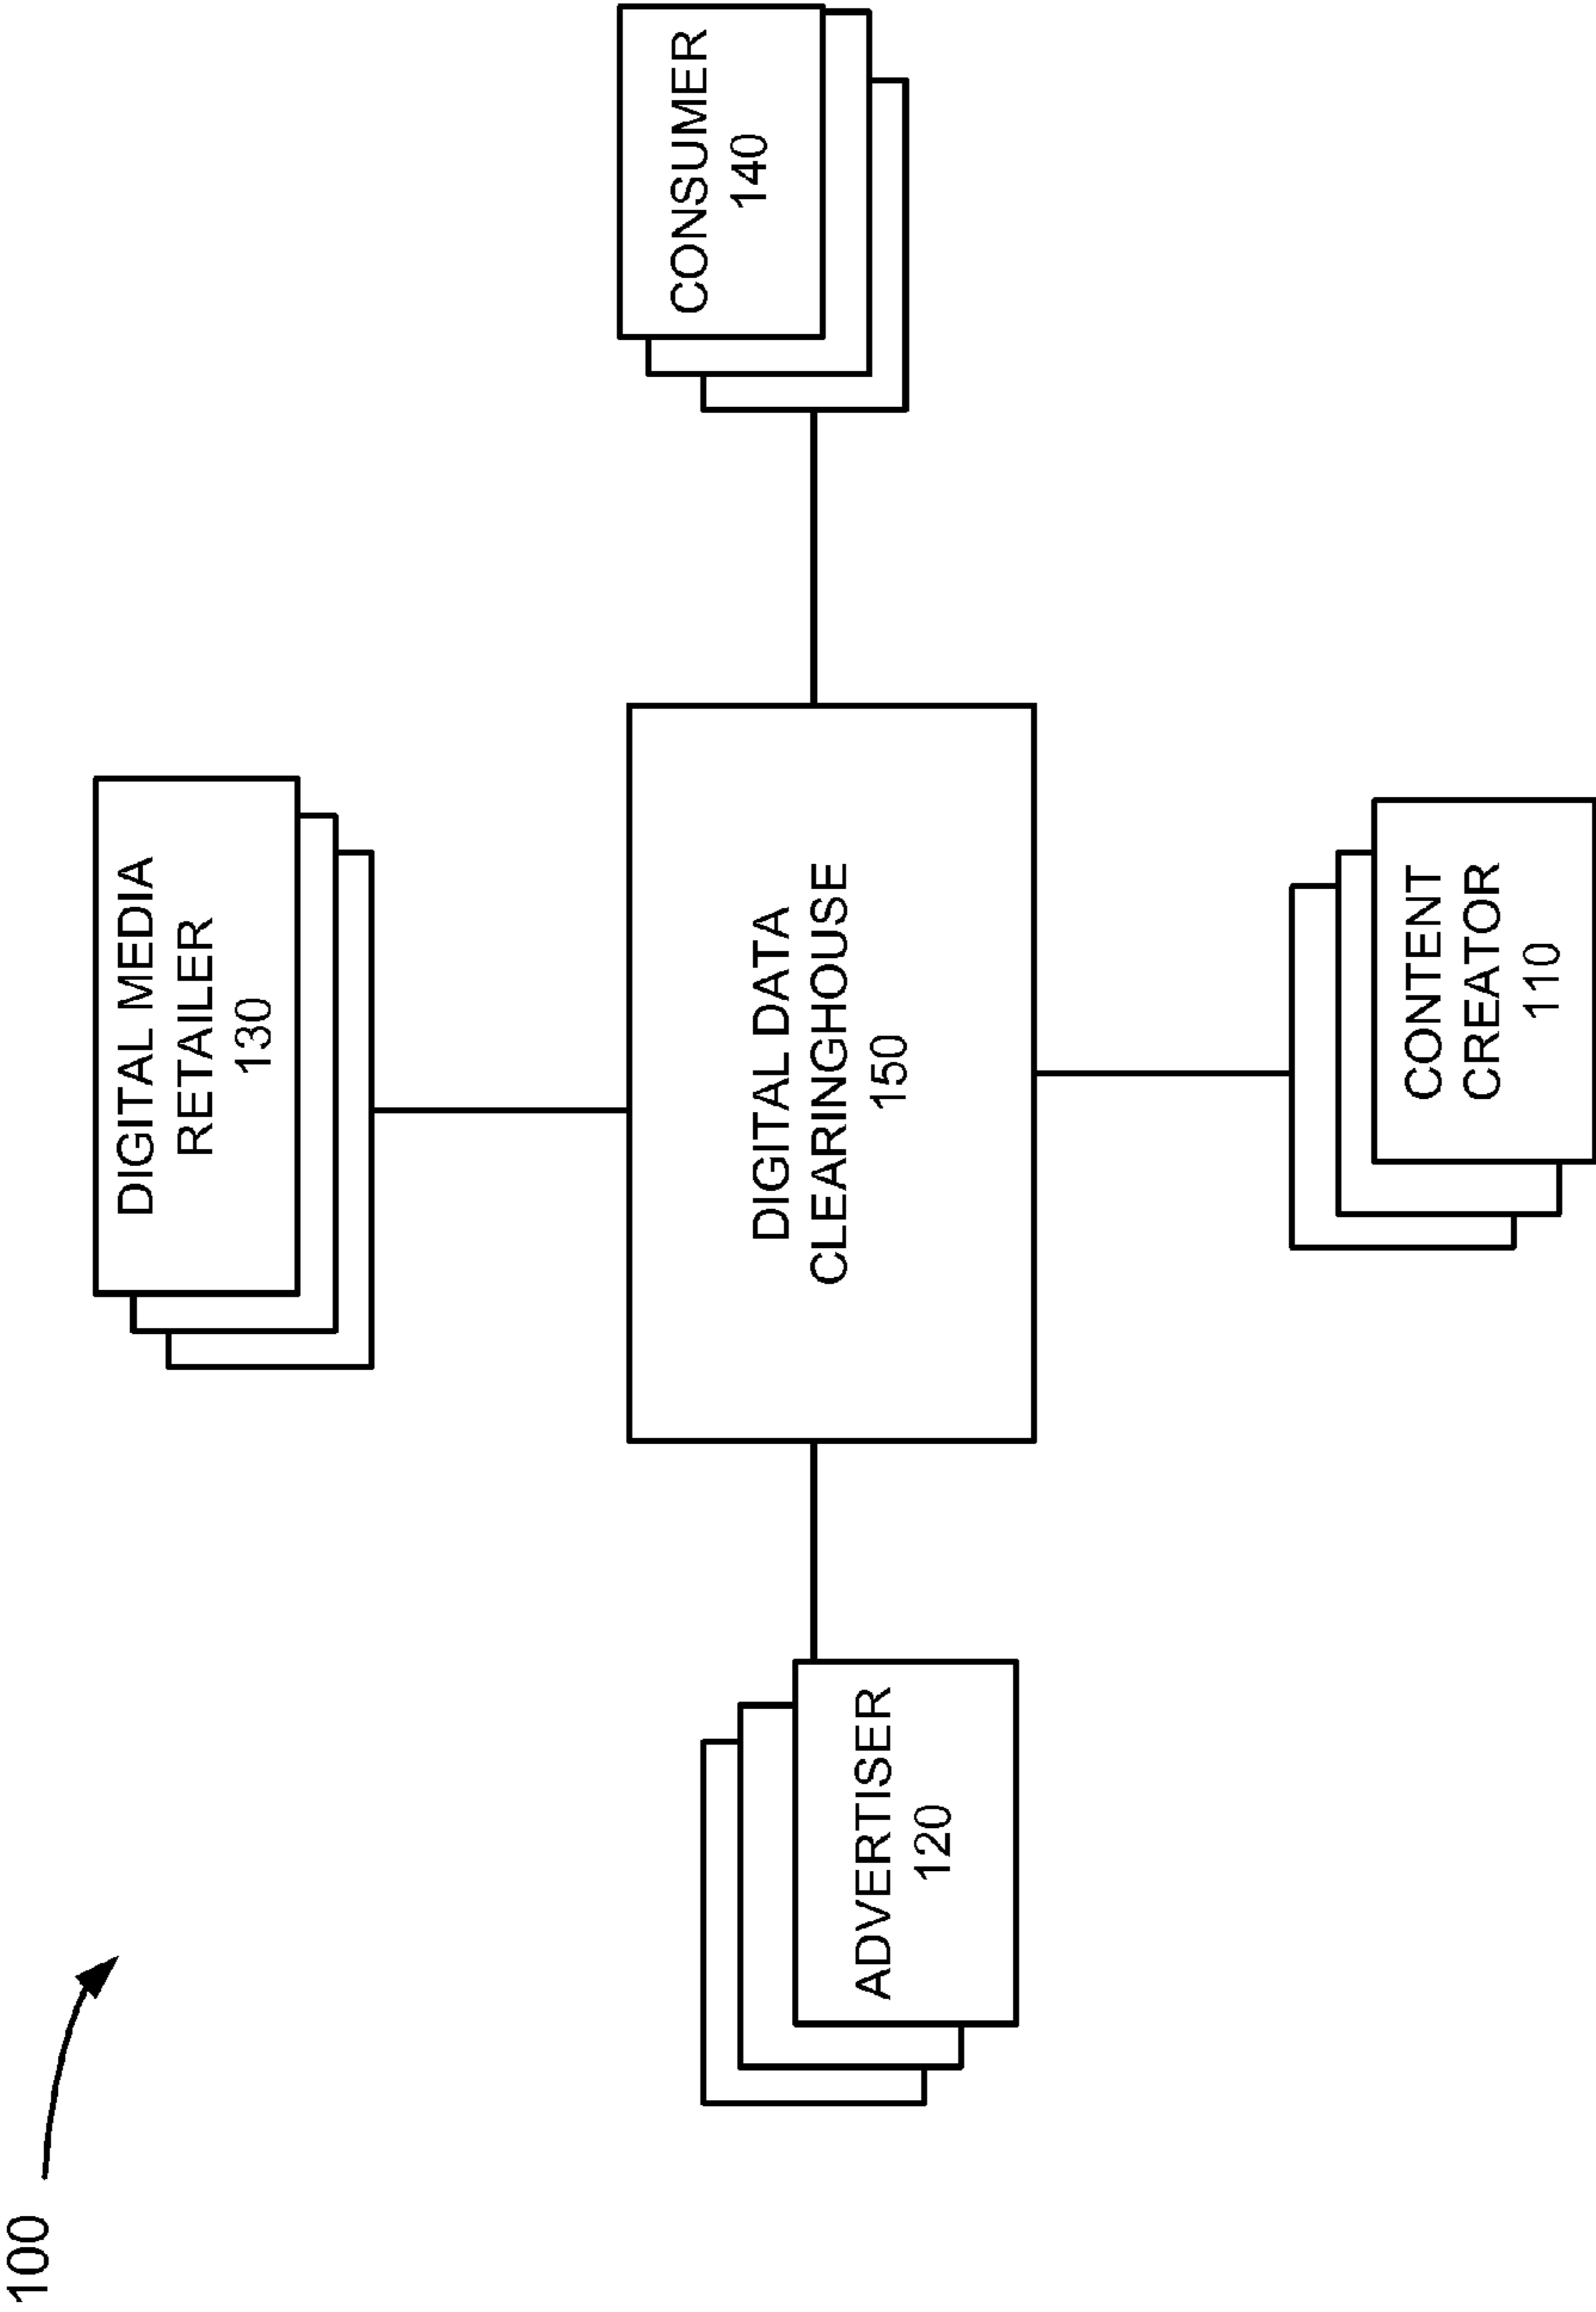 100
DIGITAL MEDIA
RETAILER
130
ADVERTISER
120
DIGITAL DATA
CLEARINGHOUSE
150
CONSUMER
140
CONTENT
CREATOR
110